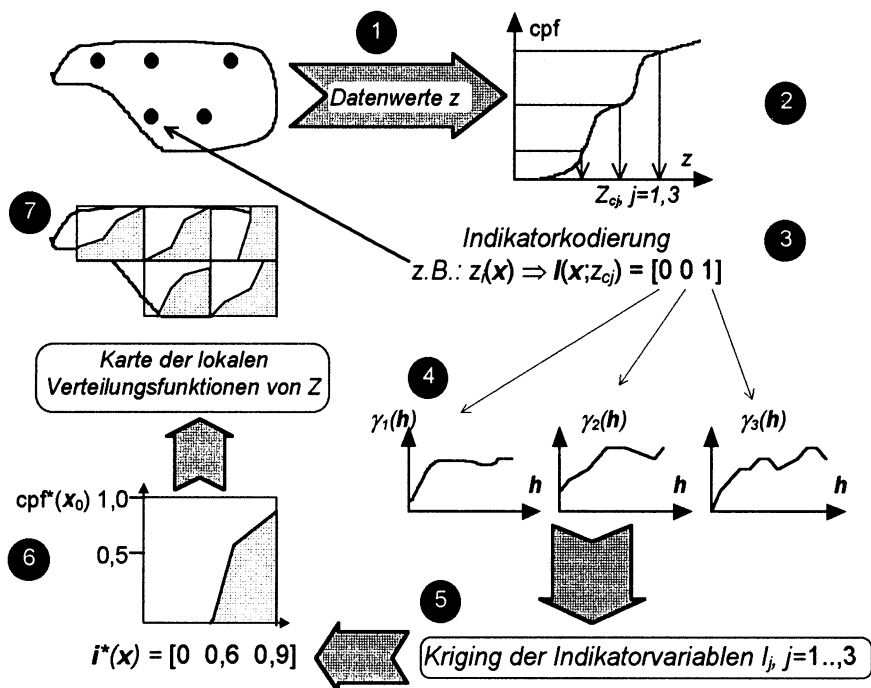 1
Datenwerte z
cpf
z
Z_cj, j=1,3
2
3
Indikatorkodierung
z.B.: z_i(x) ⇒ I(x;z_cj) = [0 0 1]
4
γ₁(h)
h
γ₂(h)
h
γ₃(h)
h
5
Kriging der Indikatorvariablen I_j, j=1..,3
6
cpf*(x₀) 1,0
0,5
i*(x) = [0 0,6 0,9]
7
Karte der lokalen
Verteilungsfunktionen von Z